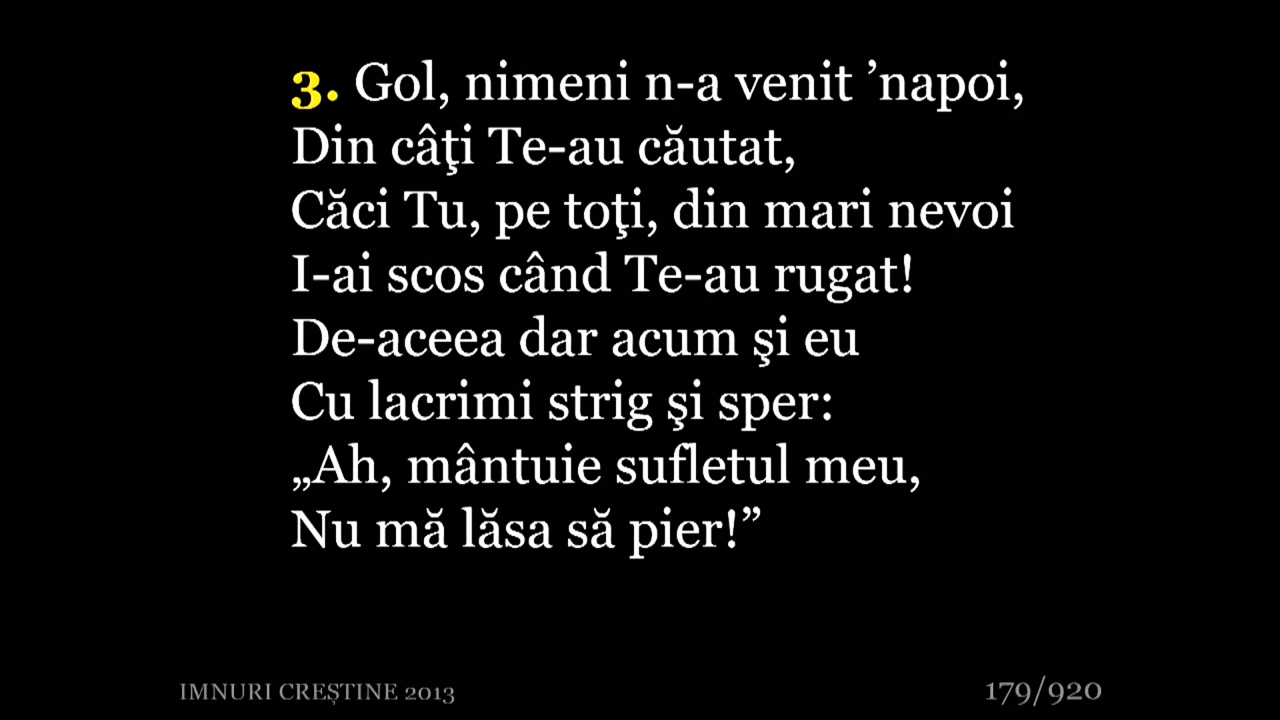 3. Gol, nimeni n-a venit ’napoi,
Din câţi Te-au căutat,
Căci Tu, pe toţi, din mari nevoi
I-ai scos când Te-au rugat!
De-aceea dar acum şi eu
Cu lacrimi strig şi sper:
„Ah, mântuie sufletul meu,
Nu mă lăsa să pier!”
IMNURI CREȘTINE 2013
179/920